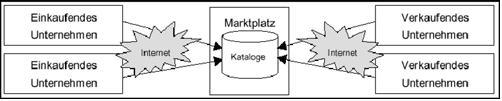 Einkaufendes
Unternehmen
Einkaufendes
Unternehmen
Internet
Marktplatz
Kataloge
Internet
Verkaufendes
Unternehmen
Verkaufendes
Unternehmen